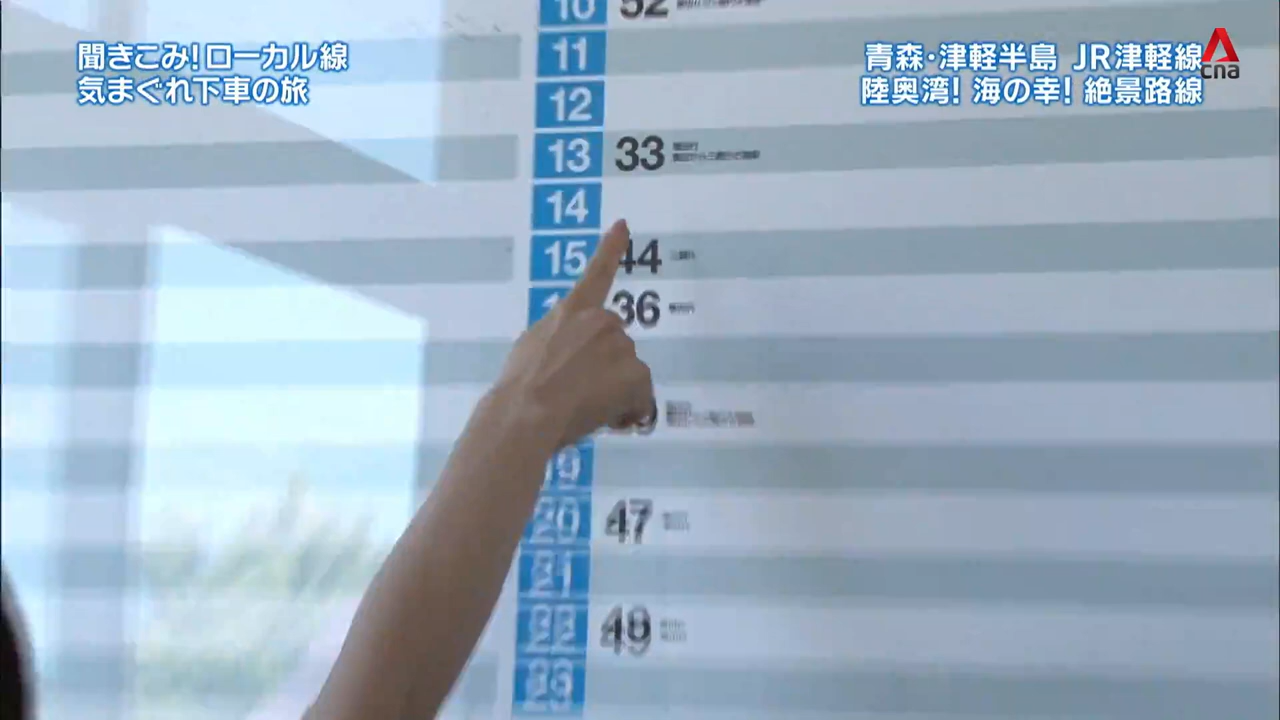 聞きこみ!ローカル線
気まぐれ下車の旅
青森・津軽半島 JR津軽線
陸奥湾! 海の幸! 絶景路線
cna
10 52
11
12
13 33
14
15 44
36
19
20 47
21
22
23